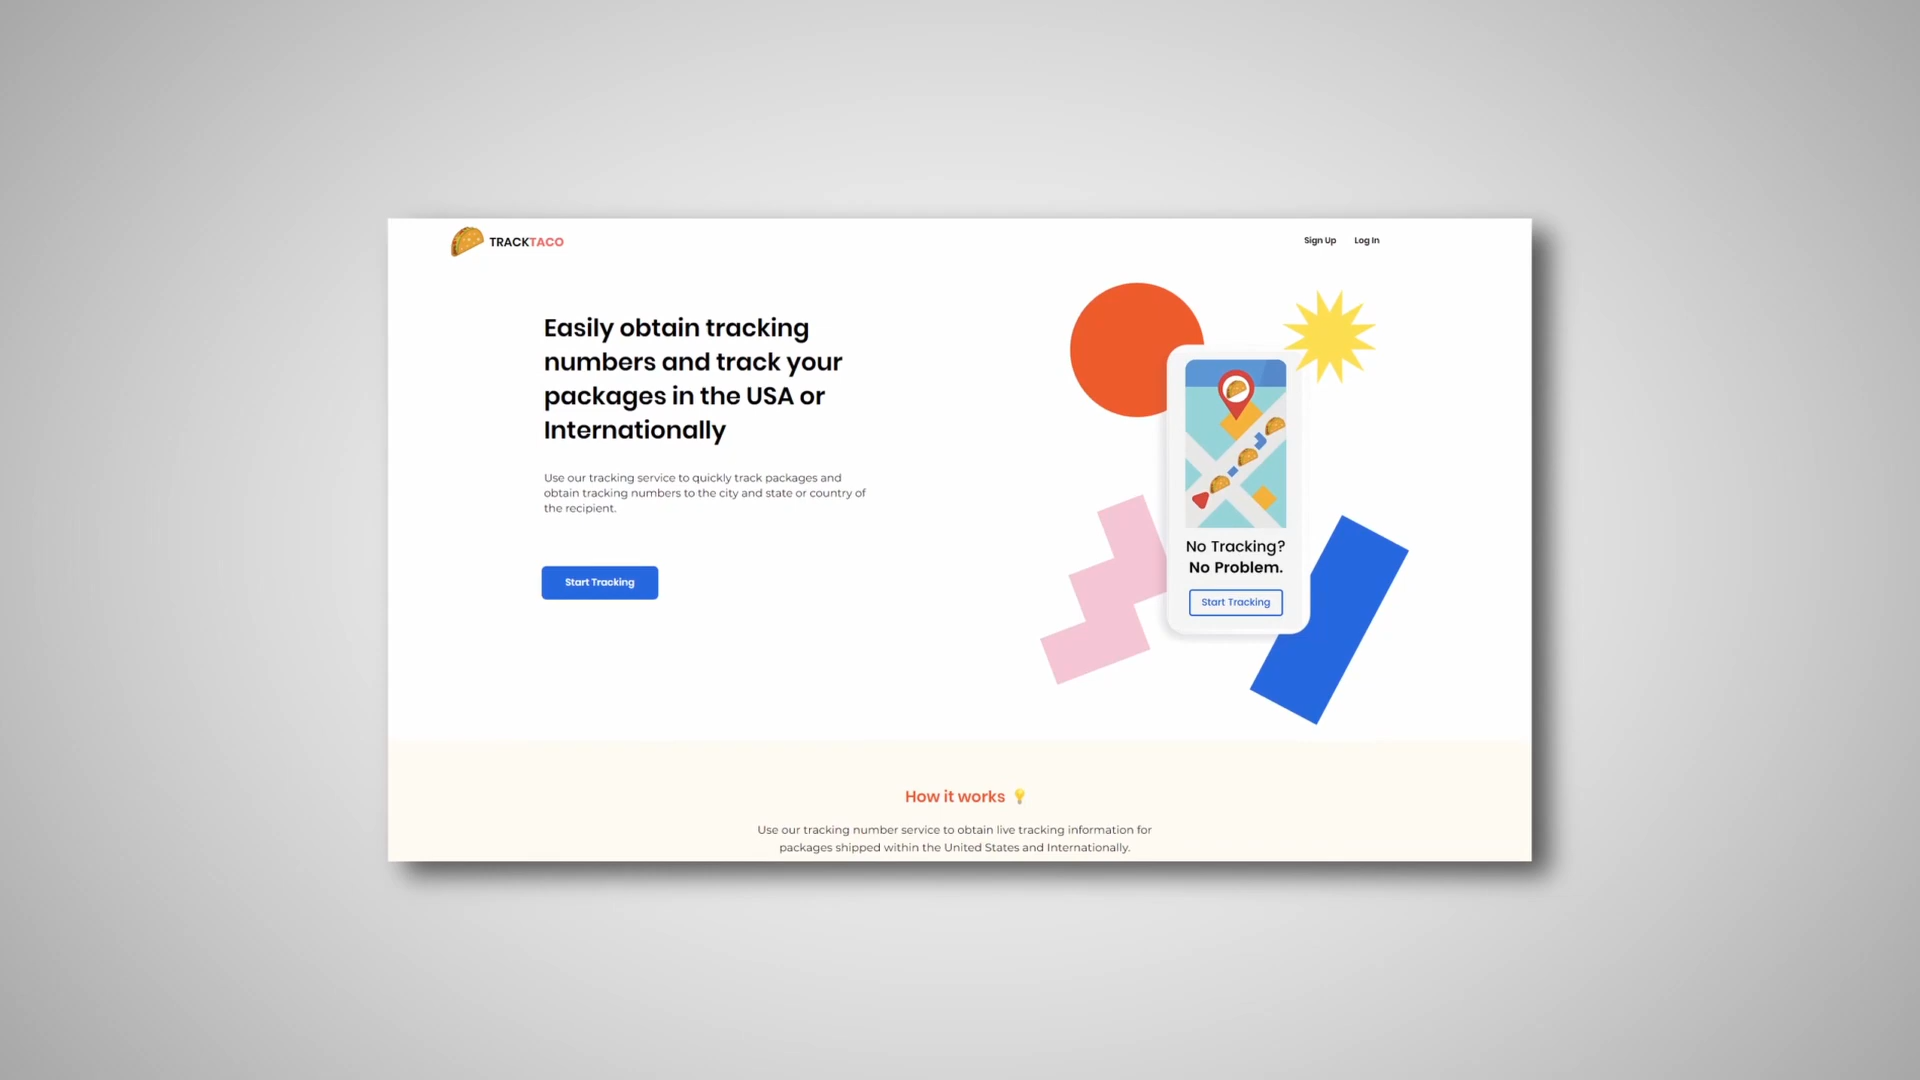 TRACKTACO
Sign Up
Log In
Easily obtain tracking
numbers and track your
packages in the USA or
Internationally
Use our tracking service to quickly track packages and
obtain tracking numbers to the city and state or country of
the recipient.
Start Tracking
No Tracking?
No Problem.
Start Tracking
How it works
Use our tracking number service to obtain live tracking information for
packages shipped within the United States and Internationally.